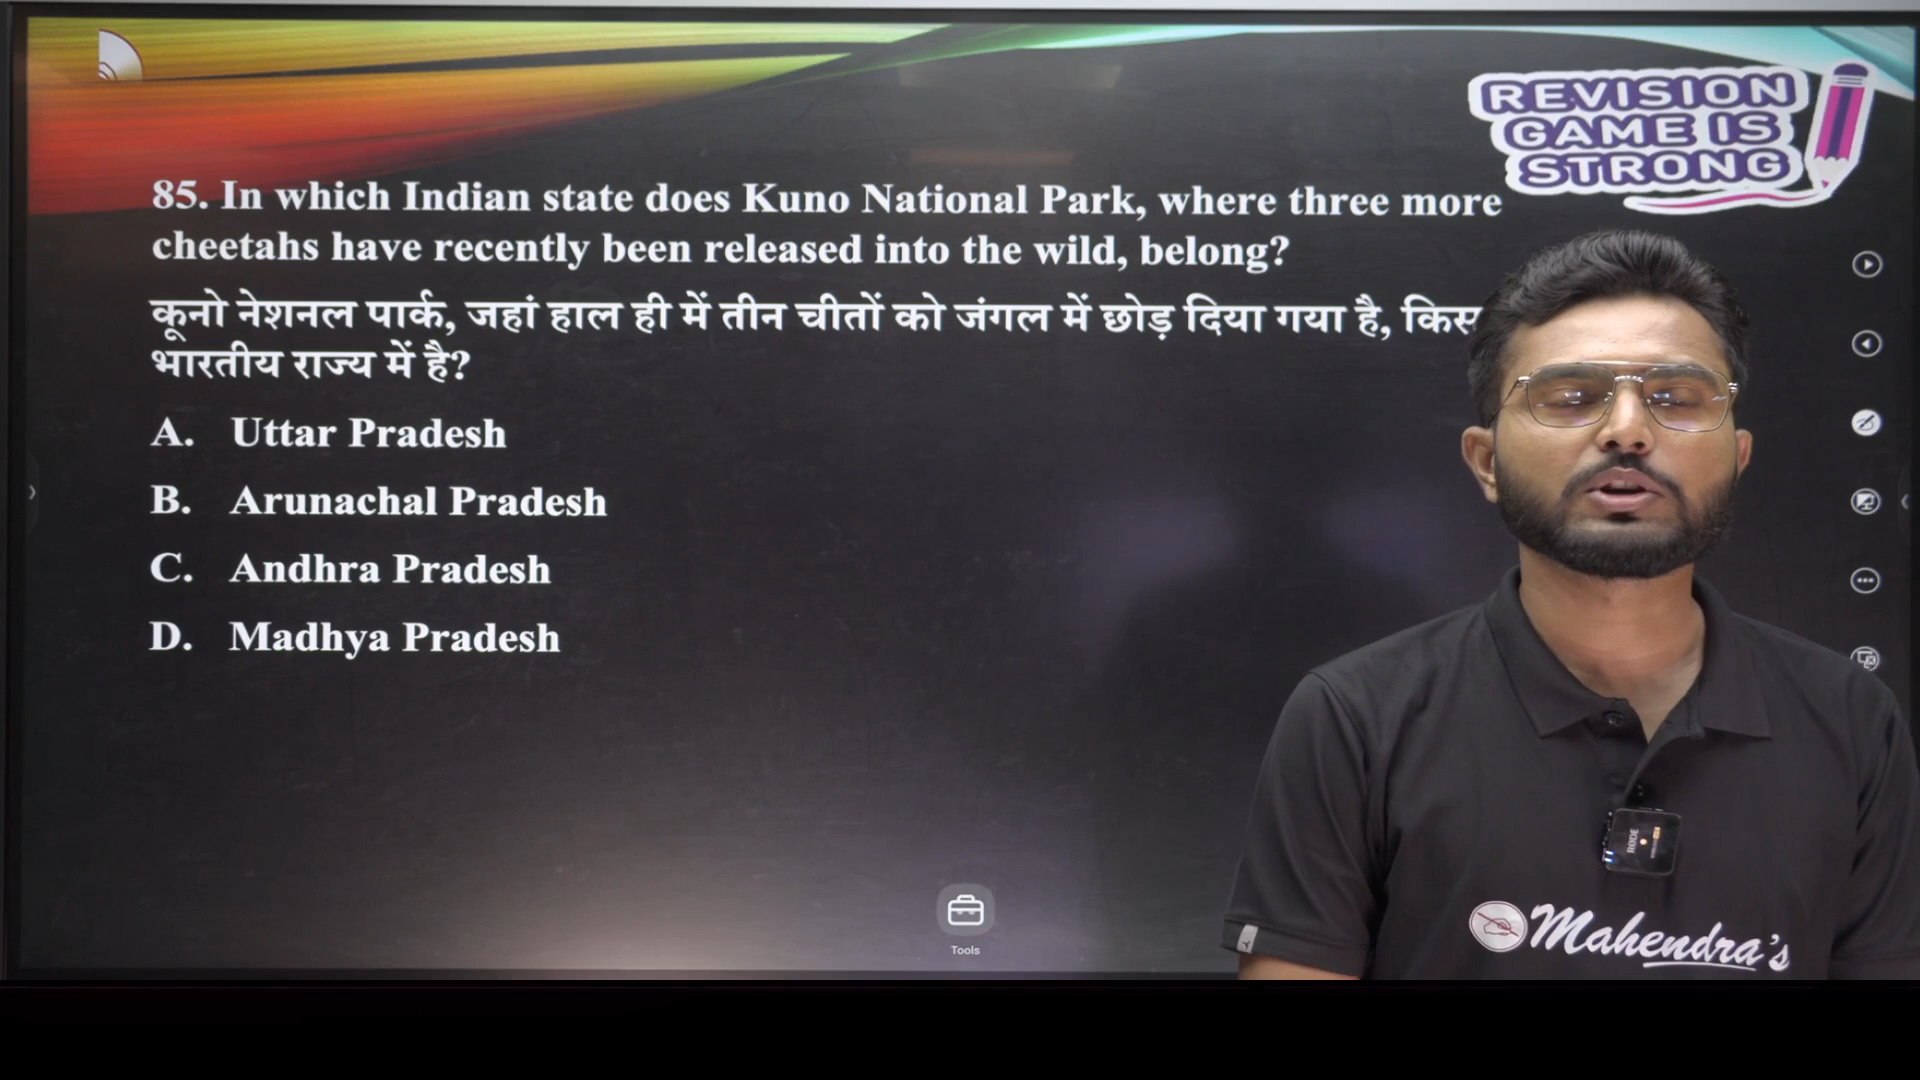 REVISION
GAME IS
STRONG
85. In which Indian state does Kuno National Park, where three more
cheetahs have recently been released into the wild, belong?
कूनो नेशनल पार्क, जहां हाल ही में तीन चीतों को जंगल में छोड़ दिया गया है, किस
भारतीय राज्य में है?
A. Uttar Pradesh
B. Arunachal Pradesh
C. Andhra Pradesh
D. Madhya Pradesh
RØDE
Mahendra's
Tools